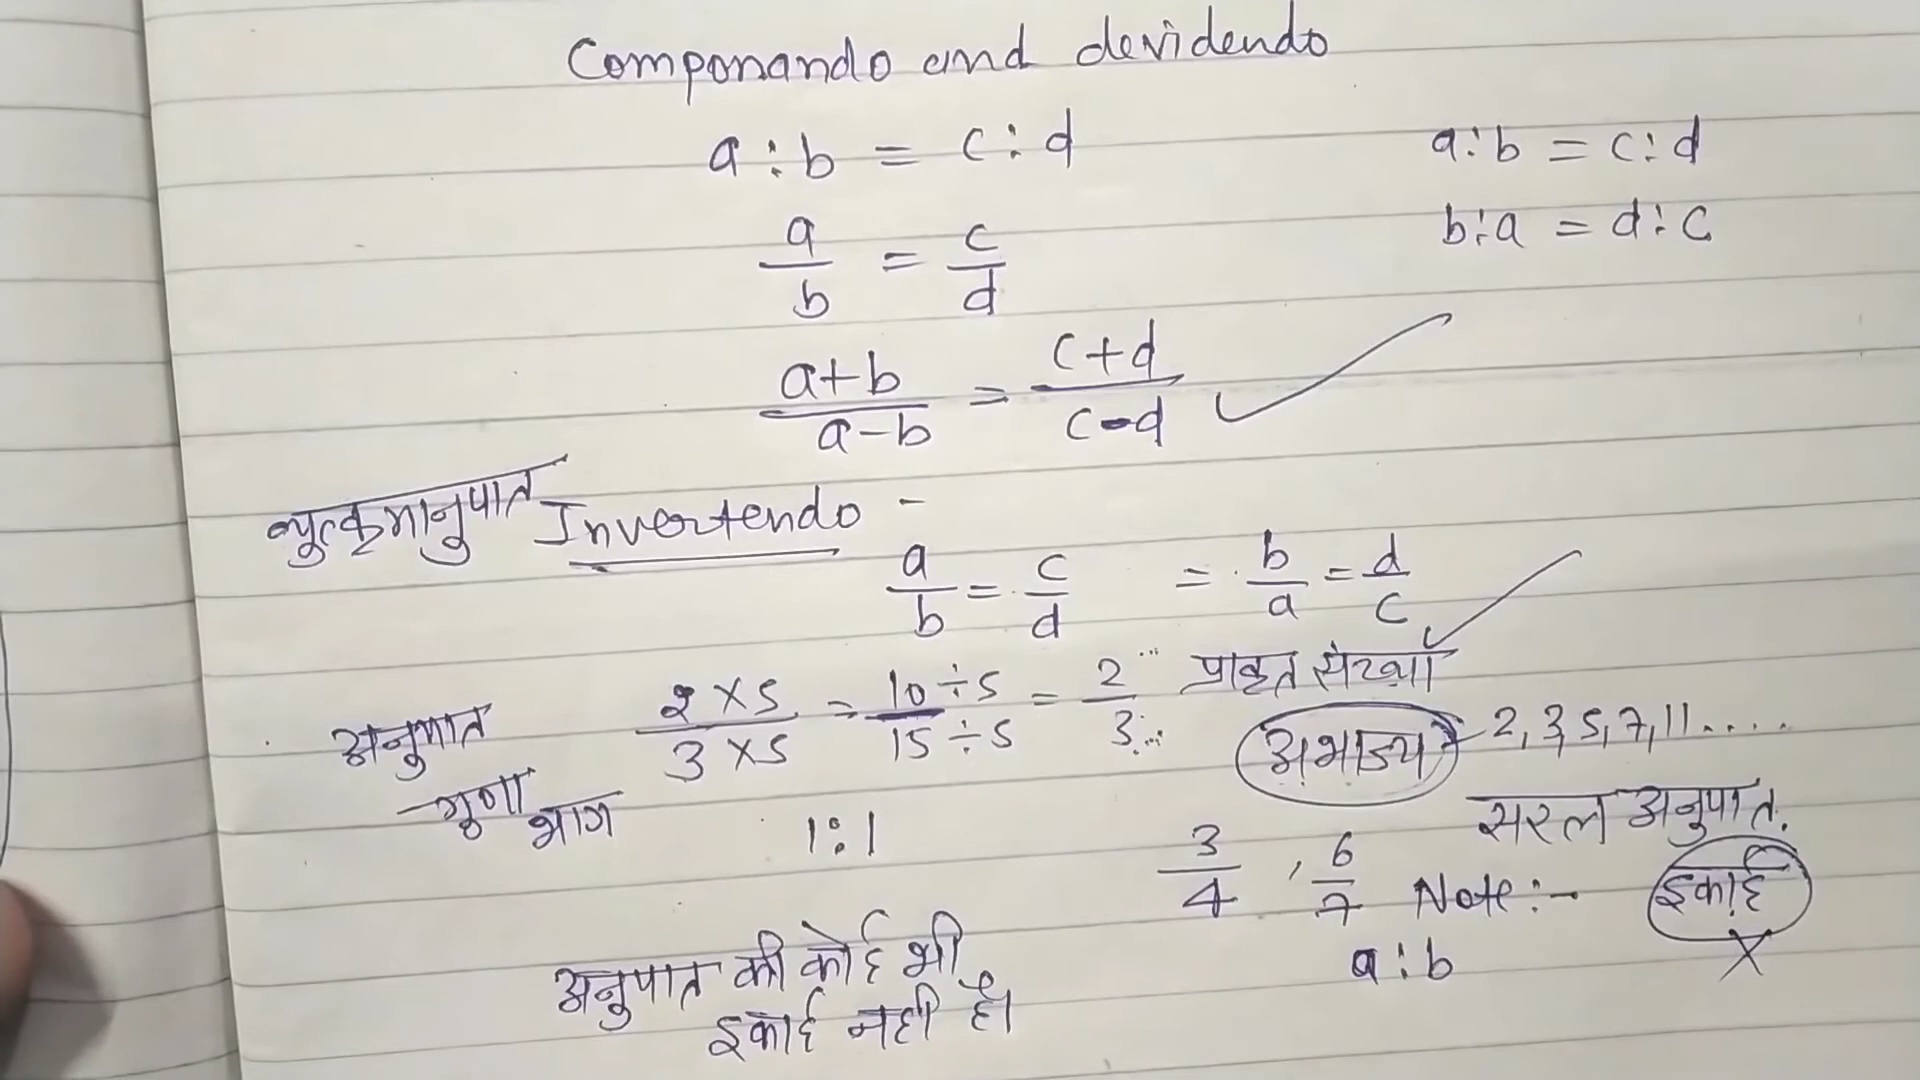 Componando and devidendo
a : b = c : d
a : b = c : d
b : a = d : c
a/b = c/d
(a+b)/(a-b) = (c+d)/(c-d)
व्युत्क्रमानुपात Invertendo -
a/b = c/d = b/a = d/c
अनुपात (2×5)/(3×5) = (10÷5)/(15÷5) = 2/3 प्राकृत संख्या
अभाज्य - 2, 3, 5, 7, 11.....
गुणा
भाग
1 : 1
सरल अनुपात.
3/4 , 6/7 Note :- इकाई
a : b
अनुपात की कोई भी
इकाई नही है।